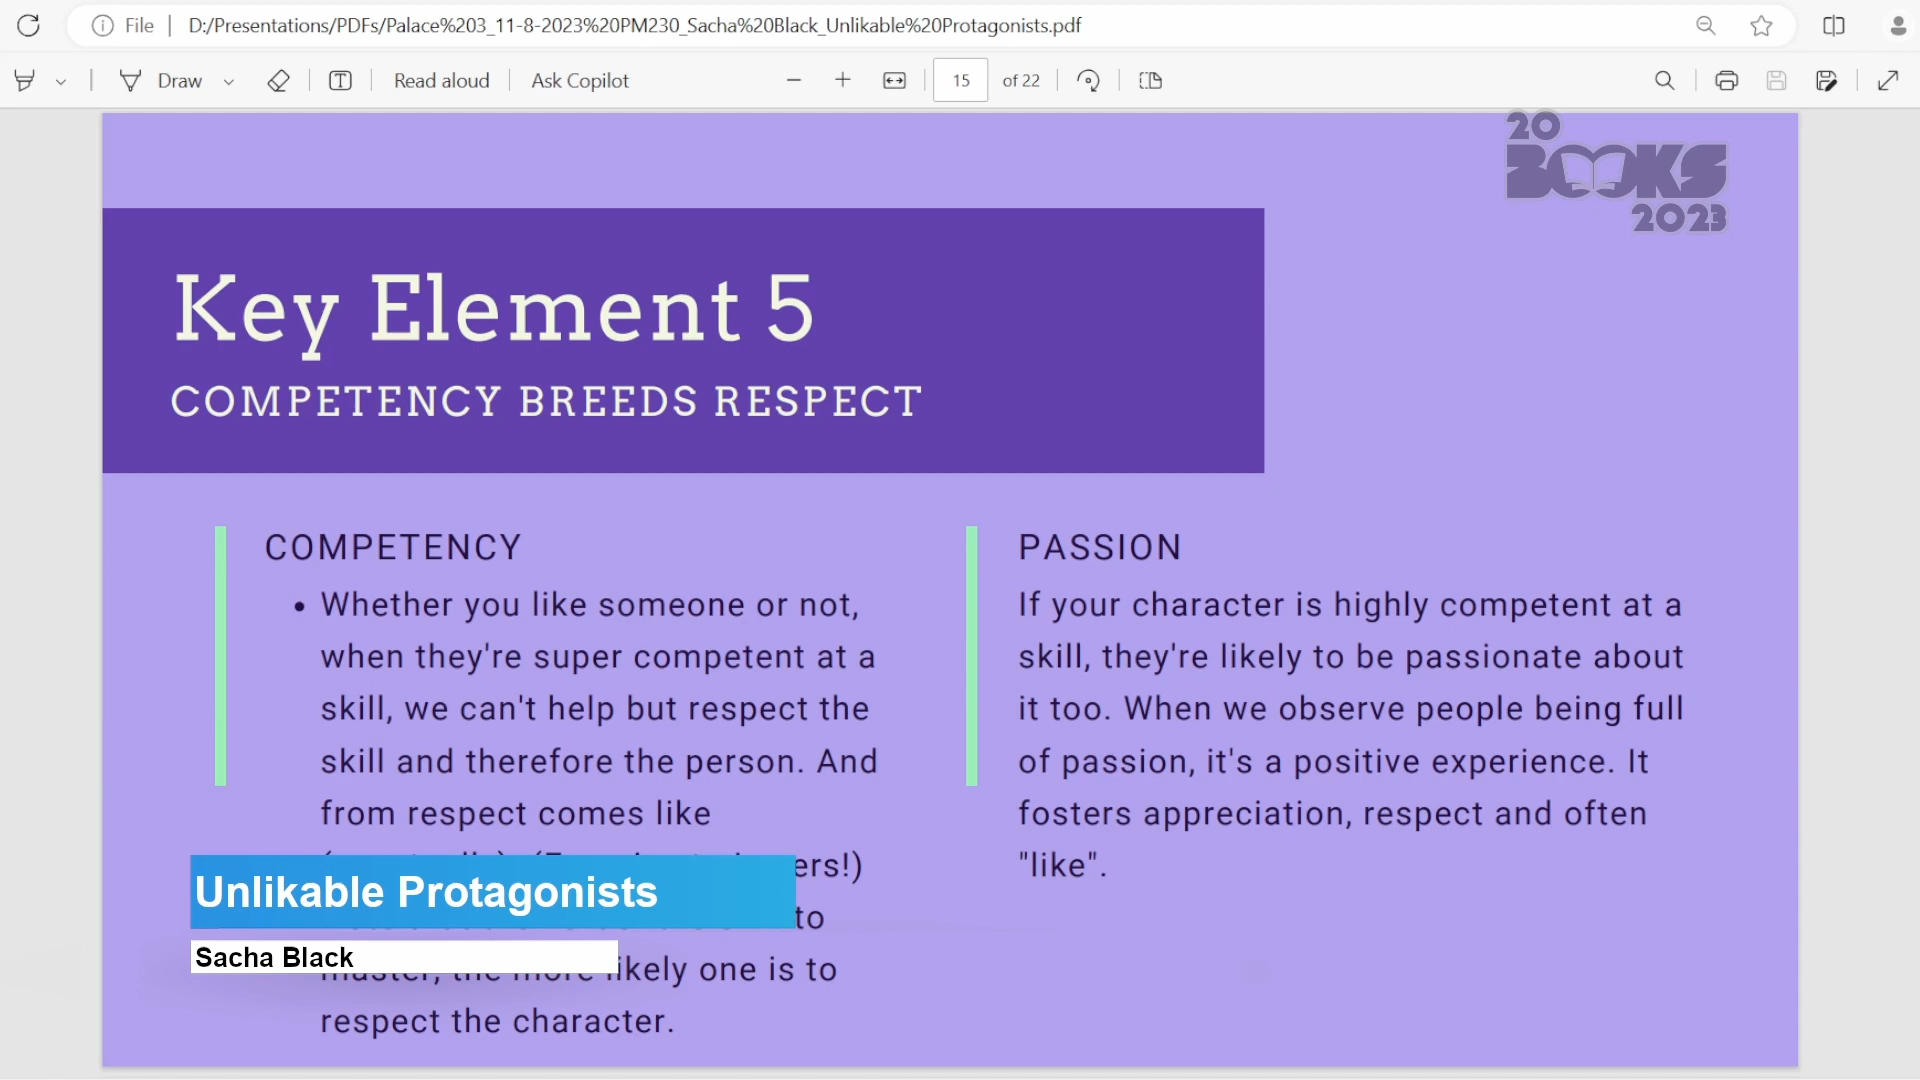 File
D:/Presentations/PDFs/Palace%203_11-8-2023%20PM230_Sacha%20Black_Unlikable%20Protagonists.pdf
Draw
Read aloud
Ask Copilot
15
of 22
20
BOOKS
2023
Key Element 5
COMPETENCY BREEDS RESPECT
COMPETENCY
• Whether you like someone or not,
when they're super competent at a
skill, we can't help but respect the
skill and therefore the person. And
from respect comes like
ers!)
to
likely one is to
respect the character.
PASSION
If your character is highly competent at a
skill, they're likely to be passionate about
it too. When we observe people being full
of passion, it's a positive experience. It
fosters appreciation, respect and often
"like".
Unlikable Protagonists
Sacha Black